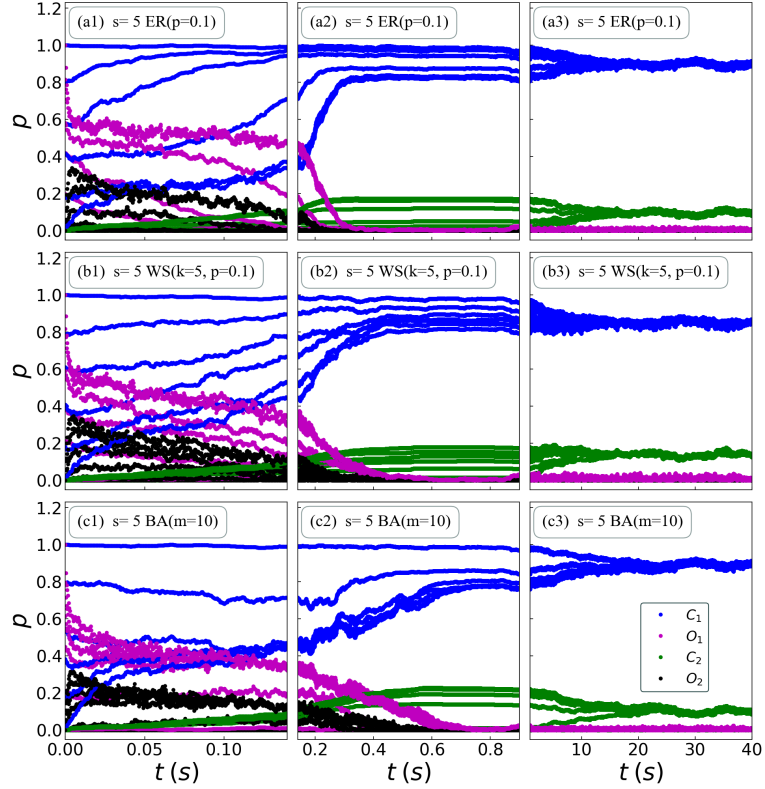 (a1) s= 5 ER(p=0.1)
(a2) s= 5 ER(p=0.1)
(a3) s= 5 ER(p=0.1)
1.2
1.0
0.8
0.6
0.4
0.2
0.0
p
(b1) s= 5 WS(k=5, p=0.1)
(b2) s= 5 WS(k=5, p=0.1)
(b3) s= 5 WS(k=5, p=0.1)
1.2
1.0
0.8
0.6
0.4
0.2
0.0
p
(c1) s= 5 BA(m=10)
(c2) s= 5 BA(m=10)
(c3) s= 5 BA(m=10)
1.2
1.0
0.8
0.6
0.4
0.2
0.0
p
C1
O1
C2
O2
0.00 0.05 0.10
0.2 0.4 0.6 0.8
10 20 30 40
t (s)
t (s)
t (s)